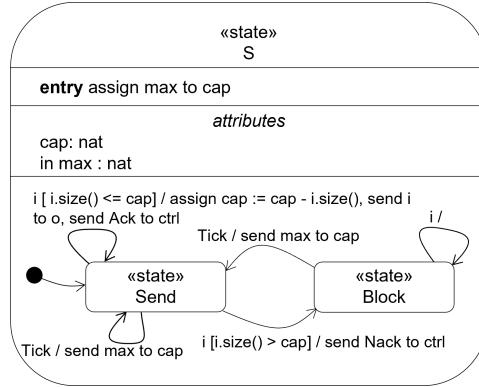 «state»
S
entry assign max to cap
attributes
cap: nat
in max : nat
i [ i.size() <= cap] / assign cap := cap - i.size(), send i
to o, send Ack to ctrl
i /
Tick / send max to cap
«state»
Send
«state»
Block
Tick / send max to cap
i [i.size() > cap] / send Nack to ctrl